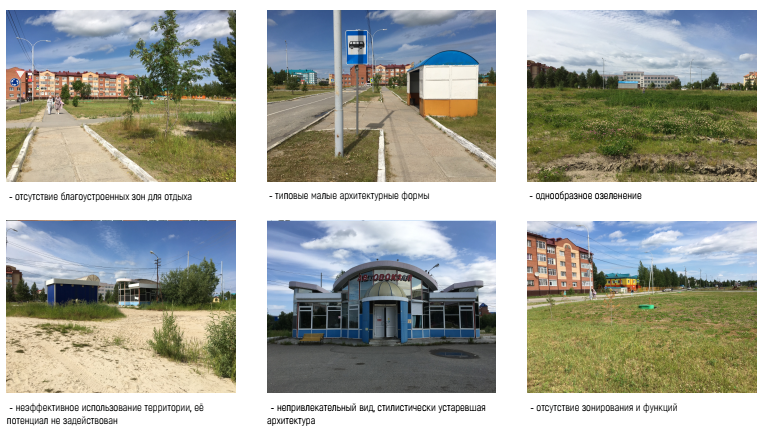 - отсутствие благоустроенных зон для отдыха
- типовые малые архитектурные формы
- однообразное озеленение
АВТОВОКЗАЛ
- неэффективное использование территории, её
потенциал не задействован
- непривлекательный вид, стилистически устаревшая
архитектура
- отсутствие зонирования и функций